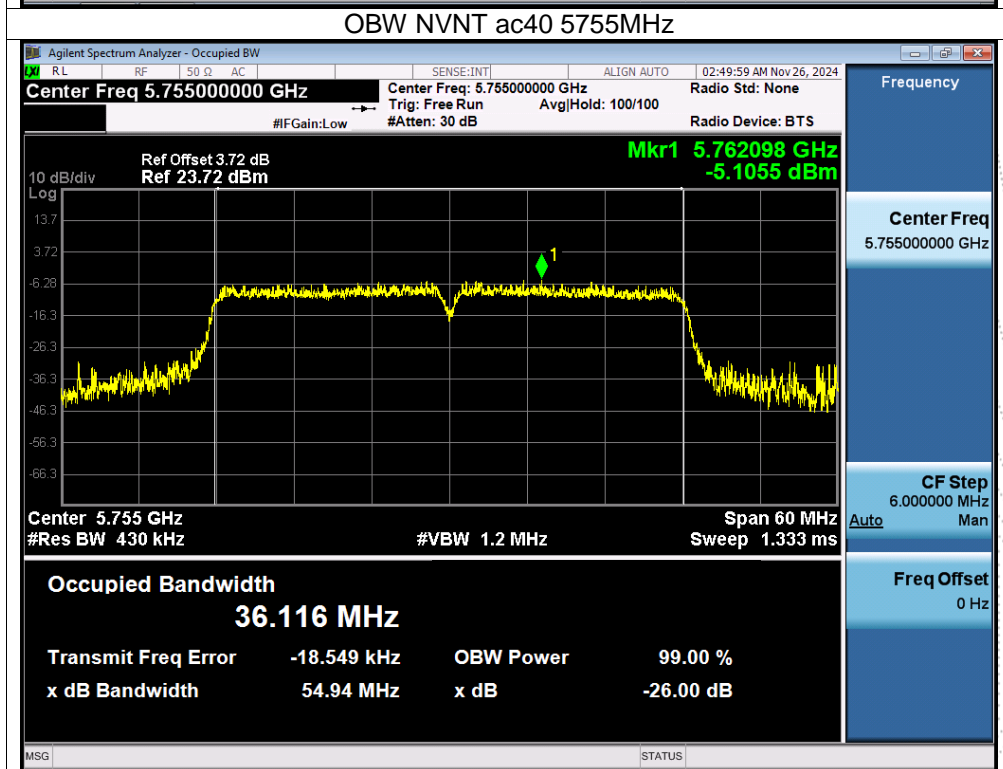 OBW NVNT ac40 5755MHz
Agilent Spectrum Analyzer - Occupied BW
LXI RL RF 50 Ω AC SENSE:INT ALIGN AUTO 02:49:59 AM Nov 26, 2024
Center Freq 5.755000000 GHz
Center Freq: 5.755000000 GHz Radio Std: None
Trig: Free Run Avg|Hold: 100/100
#IFGain:Low #Atten: 30 dB Radio Device: BTS
Mkr1 5.762098 GHz
-5.1055 dBm
Ref Offset 3.72 dB
10 dB/div Ref 23.72 dBm
Log
13.7
3.72
1
-6.28
-16.3
-26.3
-36.3
-46.3
-56.3
-66.3
Center 5.755 GHz Span 60 MHz
#Res BW 430 kHz #VBW 1.2 MHz Sweep 1.333 ms
Occupied Bandwidth
36.116 MHz
Transmit Freq Error -18.549 kHz OBW Power 99.00 %
x dB Bandwidth 54.94 MHz x dB -26.00 dB
MSG STATUS
Frequency
Center Freq
5.755000000 GHz
CF Step
6.000000 MHz
Auto Man
Freq Offset
0 Hz